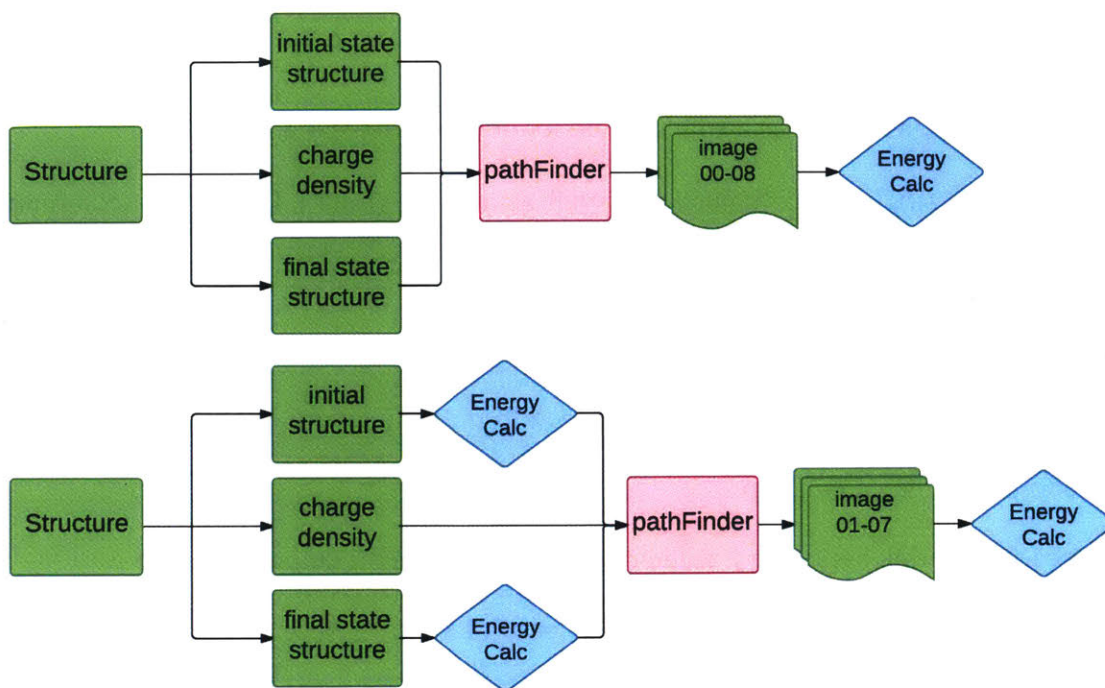 initial state
structure
Structure
charge
density
pathFinder
image
00-08
Energy
Calc
final state
structure
initial
structure
Energy
Calc
Structure
charge
density
pathFinder
image
01-07
Energy
Calc
final state
structure
Energy
Calc